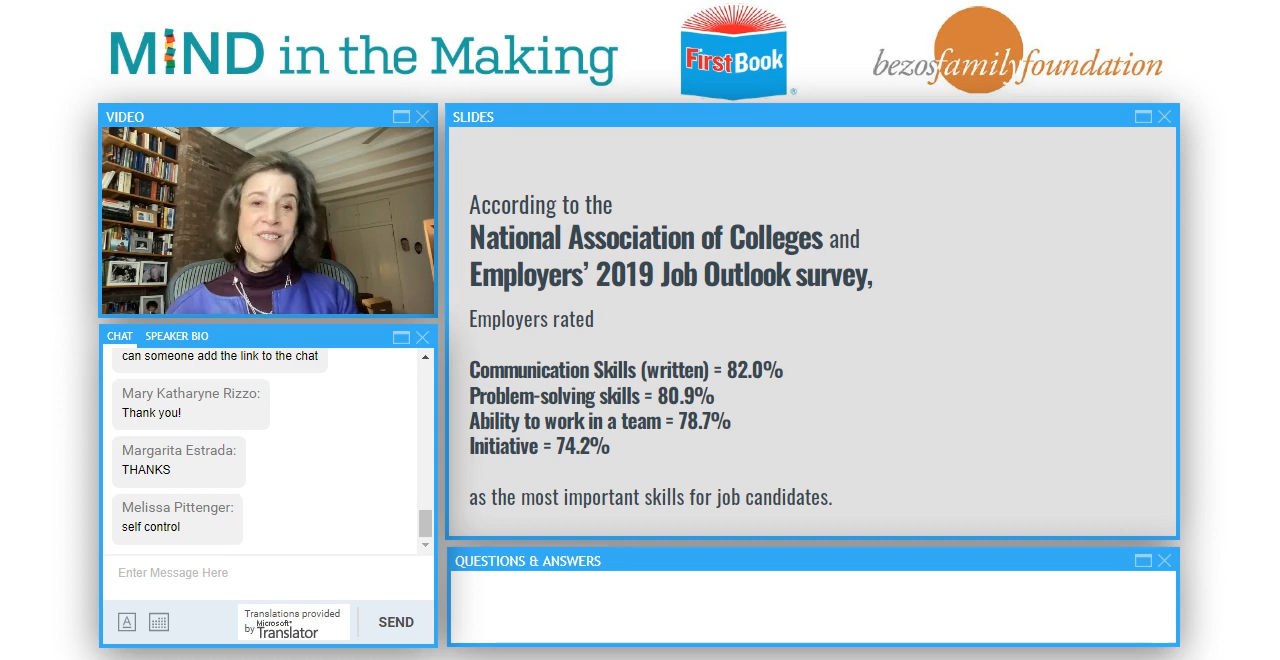 MIND in the Making
First Book
®
bezosfamilyfoundation
VIDEO
SLIDES
According to the
National Association of Colleges and
Employers’ 2019 Job Outlook survey,
Employers rated
Communication Skills (written) = 82.0%
Problem-solving skills = 80.9%
Ability to work in a team = 78.7%
Initiative = 74.2%
as the most important skills for job candidates.
CHAT SPEAKER BIO
can someone add the link to the chat
Mary Katharyne Rizzo:
Thank you!
Margarita Estrada:
THANKS
Melissa Pittenger:
self control
Enter Message Here
A
Translations provided
by Microsoft® Translator
SEND
QUESTIONS & ANSWERS